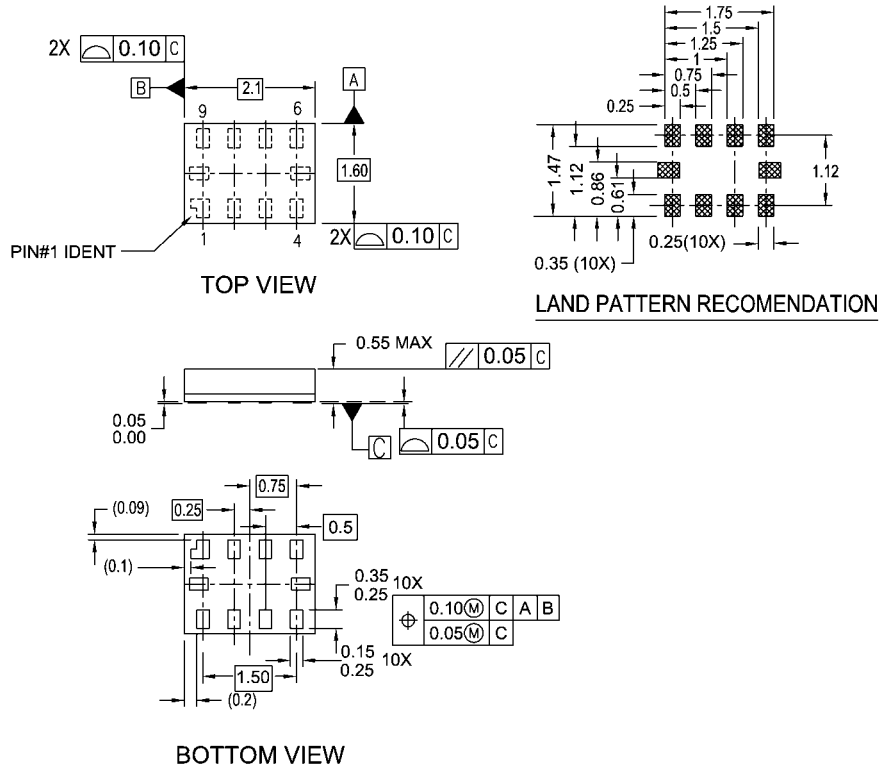 2X ⌓ 0.10 C
B
2.1
A
9 6
1.60
1 4
2X ⌓ 0.10 C
PIN#1 IDENT
TOP VIEW
1.75
1.5
1.25
1
0.75
0.5
0.25
1.47
1.12
0.86
0.61
1.12
0.25(10X)
0.35 (10X)
LAND PATTERN RECOMENDATION
0.55 MAX
// 0.05 C
0.05
0.00
C
⌓ 0.05 C
0.75
(0.09)
0.25
0.5
(0.1)
0.35
0.25 10X
⌖ 0.10Ⓜ C A B
0.05Ⓜ C
0.15
0.25 10X
1.50
(0.2)
BOTTOM VIEW